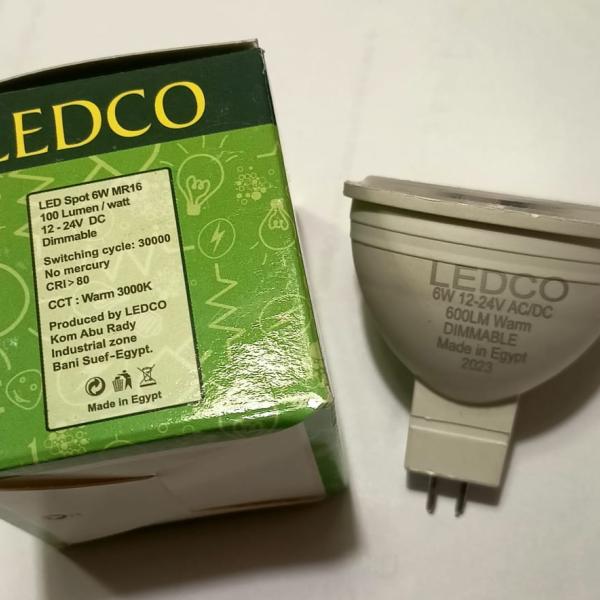 LEDCO
LED Spot 6W MR16
100 Lumen / watt
12 - 24V DC
Dimmable
Switching cycle: 30000
No mercury
CRI > 80
CCT : Warm 3000K
Produced by LEDCO
Kom Abu Rady
Industrial zone
Bani Suef-Egypt.
Made in Egypt
LEDCO
6W 12-24V AC/DC
600LM Warm
DIMMABLE
Made in Egypt
2023